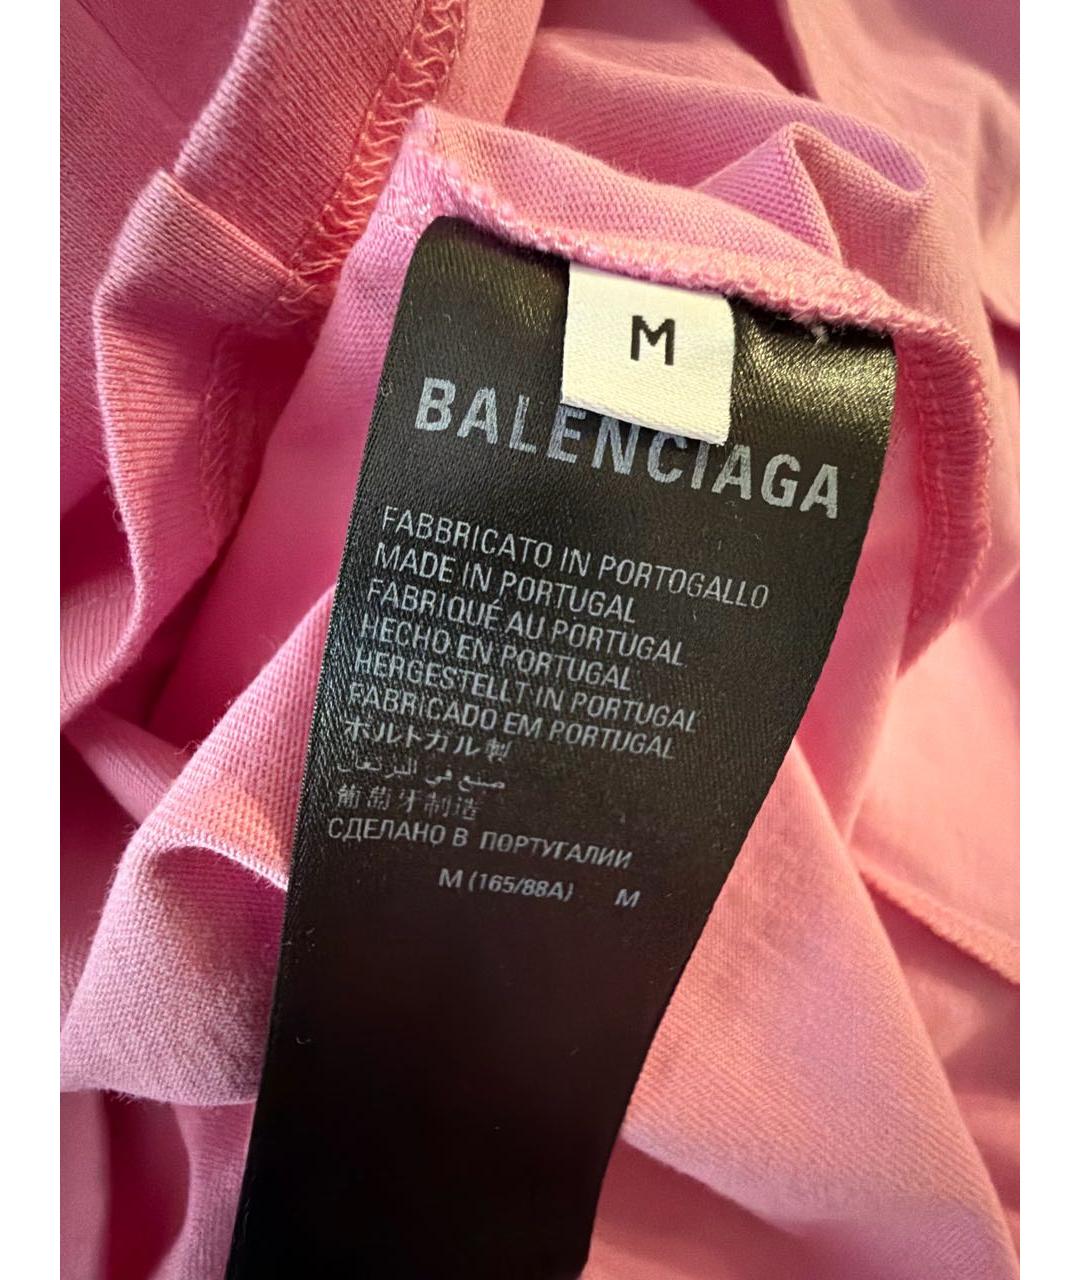 M
BALENCIAGA
FABBRICATO IN PORTOGALLO
MADE IN PORTUGAL
FABRIQUÉ AU PORTUGAL
HECHO EN PORTUGAL
HERGESTELLT IN PORTUGAL
FABRICADO EM PORTUGAL
ポルトガル製
صنع في البرتغال
葡萄牙制造
СДЕЛАНО В ПОРТУГАЛИИ
M (165/88A) M